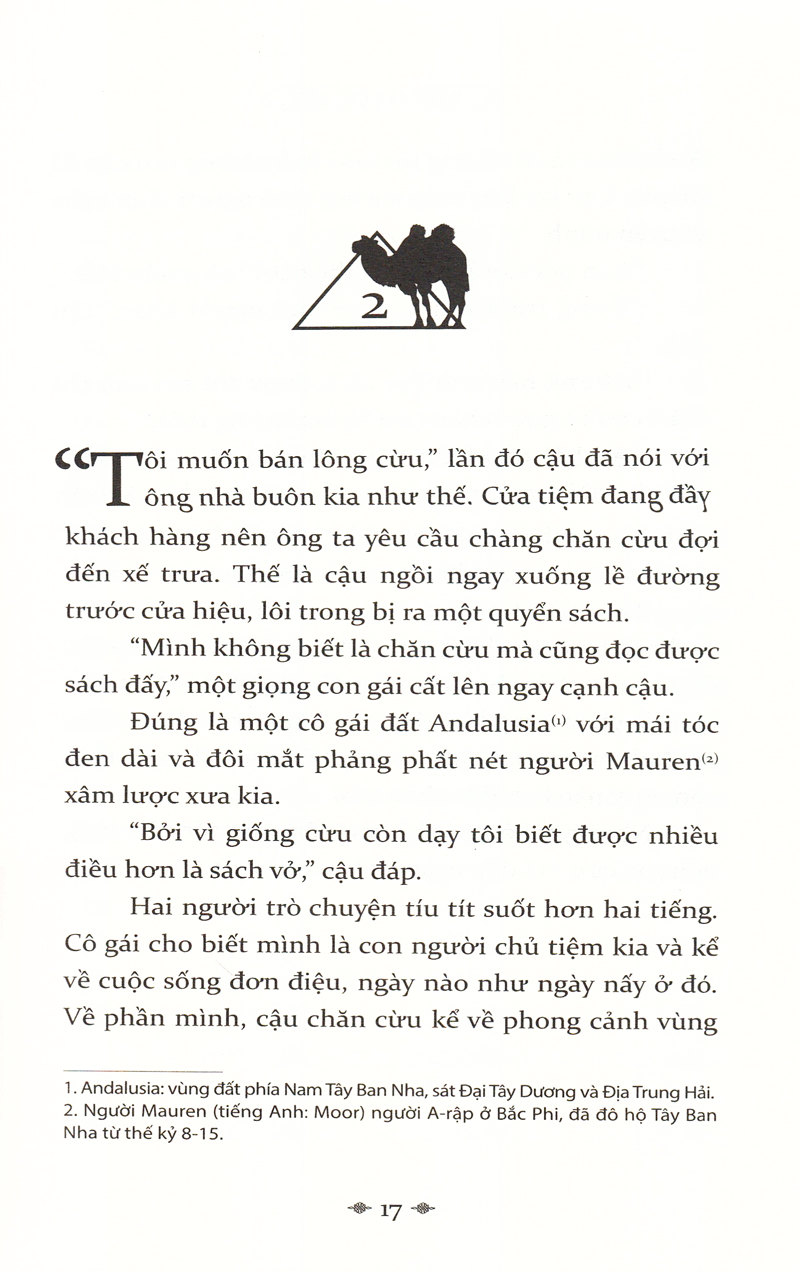 2
“Tôi muốn bán lông cừu,” lần đó cậu đã nói với
ông nhà buôn kia như thế. Cửa tiệm đang đầy
khách hàng nên ông ta yêu cầu chàng chăn cừu đợi
đến xế trưa. Thế là cậu ngồi ngay xuống lề đường
trước cửa hiệu, lôi trong bị ra một quyển sách.
“Mình không biết là chăn cừu mà cũng đọc được
sách đấy,” một giọng con gái cất lên ngay cạnh cậu.
Đúng là một cô gái đất Andalusia(1) với mái tóc
đen dài và đôi mắt phảng phất nét người Mauren(2)
xâm lược xưa kia.
“Bởi vì giống cừu còn dạy tôi biết được nhiều
điều hơn là sách vở,” cậu đáp.
Hai người trò chuyện tíu tít suốt hơn hai tiếng.
Cô gái cho biết mình là con người chủ tiệm kia và kể
về cuộc sống đơn điệu, ngày nào như ngày nấy ở đó.
Về phần mình, cậu chăn cừu kể về phong cảnh vùng
1. Andalusia: vùng đất phía Nam Tây Ban Nha, sát Đại Tây Dương và Địa Trung Hải.
2. Người Mauren (tiếng Anh: Moor) người A-rập ở Bắc Phi, đã đô hộ Tây Ban
Nha từ thế kỷ 8-15.
17